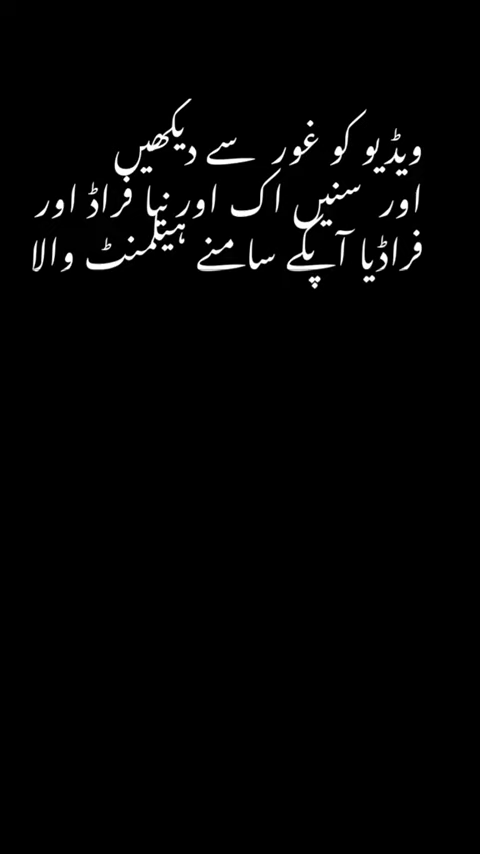 ویڈیو کو غور سے دیکھیں
اور سنیں اک اور نیا فراڈ اور
فراڈیا آپکے سامنے ہیلمنٹ والا